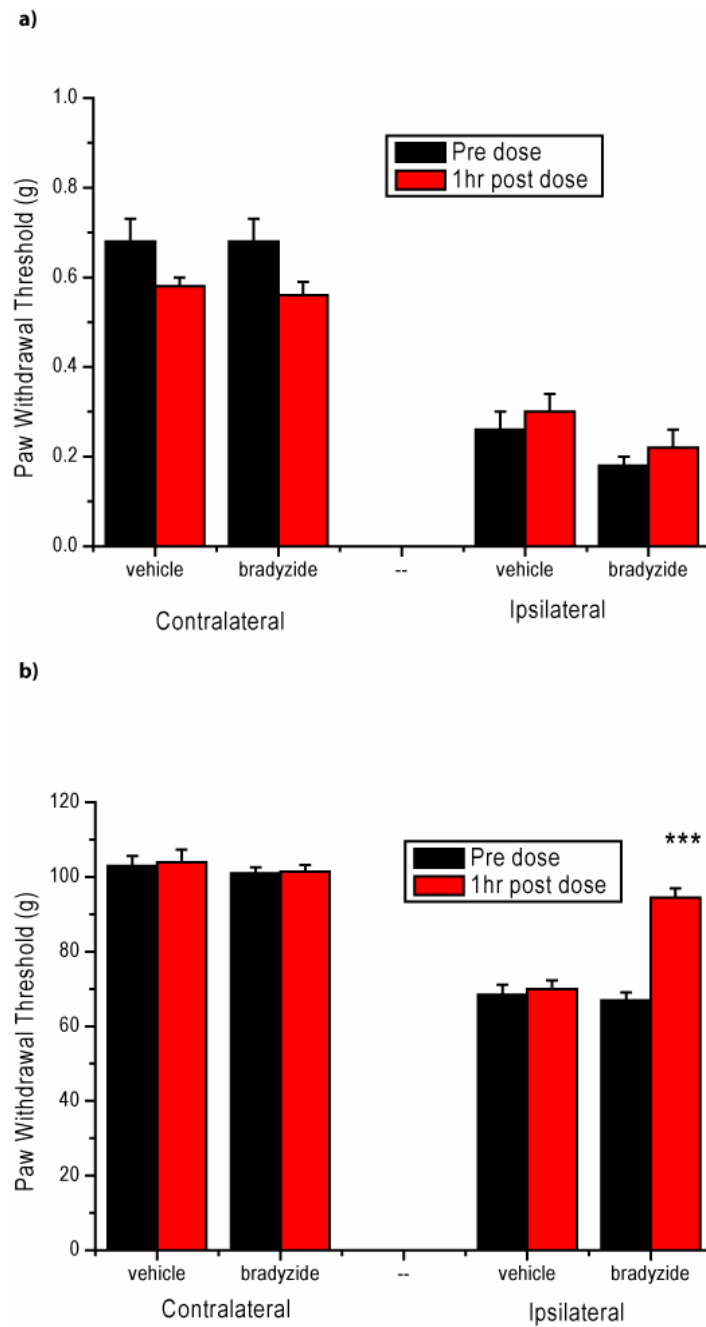 a)
1.0
0.8
0.6
0.4
0.2
0.0
Paw Withdrawal Threshold (g)
Pre dose
1hr post dose
vehicle bradyzide -- vehicle bradyzide
Contralateral Ipsilateral
b)
120
100
80
60
40
20
0
Paw Withdrawal Threshold (g)
Pre dose
1hr post dose
***
vehicle bradyzide -- vehicle bradyzide
Contralateral Ipsilateral